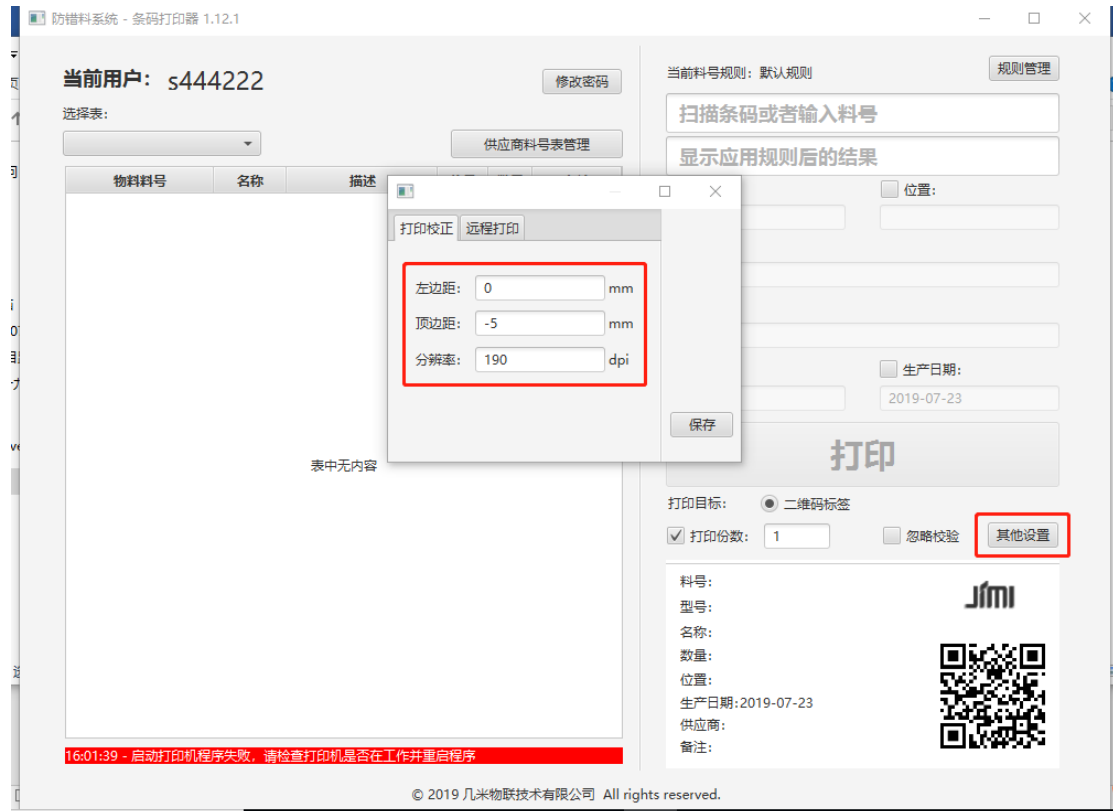 防错料系统 - 条码打印器 1.12.1
当前用户： s444222
修改密码
选择表：
供应商料号表管理
物料料号 名称 描述
表中无内容
16:01:39 - 启动打印机程序失败，请检查打印机是否在工作并重启程序
打印校正 远程打印
左边距： 0 mm
顶边距： -5 mm
分辨率： 190 dpi
保存
当前料号规则：默认规则
规则管理
扫描条码或者输入料号
显示应用规则后的结果
位置：
生产日期：
2019-07-23
打印
打印目标： 二维码标签
打印份数： 1 忽略校验 其他设置
料号：
型号：
名称：
数量：
位置：
生产日期:2019-07-23
供应商：
备注：
JIMI
© 2019 几米物联技术有限公司 All rights reserved.